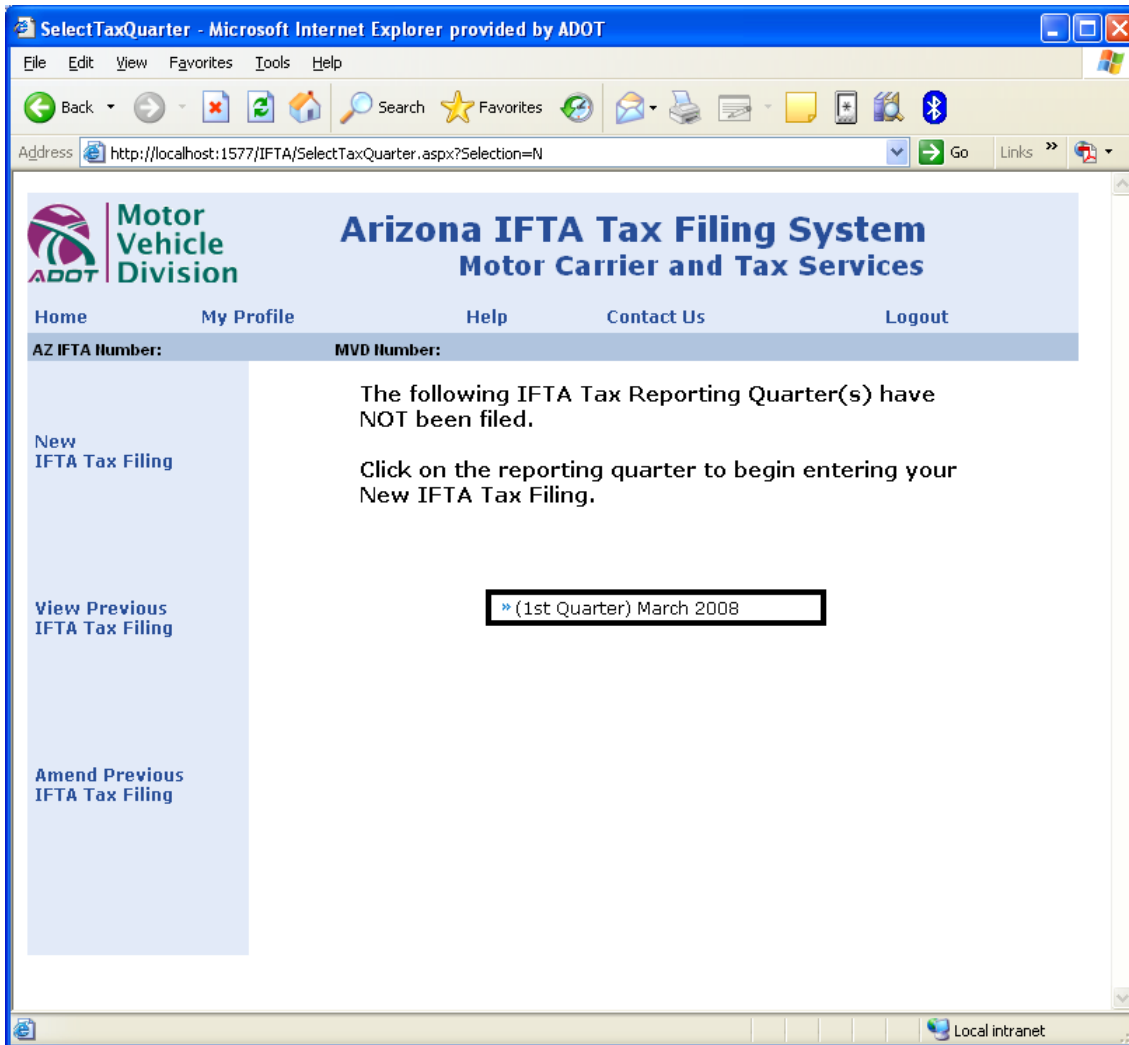 SelectTaxQuarter - Microsoft Internet Explorer provided by ADOT
File Edit View Favorites Tools Help
Back Search Favorites
Address http://localhost:1577/IFTA/SelectTaxQuarter.aspx?Selection=N Go Links »
Motor
Vehicle
Division
ADOT
Arizona IFTA Tax Filing System
Motor Carrier and Tax Services
Home My Profile Help Contact Us Logout
AZ IFTA Number: MVD Number:
The following IFTA Tax Reporting Quarter(s) have
NOT been filed.
Click on the reporting quarter to begin entering your
New IFTA Tax Filing.
» (1st Quarter) March 2008
New
IFTA Tax Filing
View Previous
IFTA Tax Filing
Amend Previous
IFTA Tax Filing
Local intranet